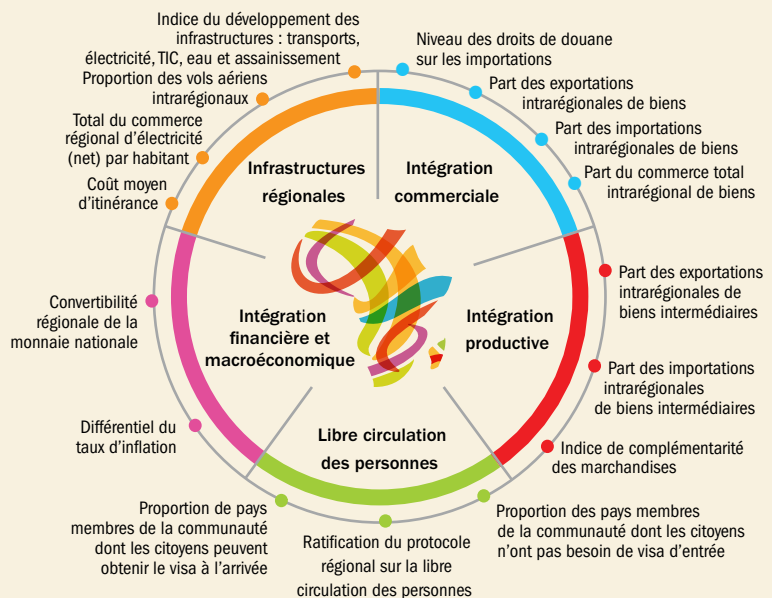 Indice du développement des
infrastructures : transports,
électricité, TIC, eau et assainissement
Proportion des vols aériens
intrarégionaux
Total du commerce
régional d'électricité
(net) par habitant
Coût moyen
d'itinérance
Niveau des droits de douane
sur les importations
Part des exportations
intrarégionales de biens
Part des importations
intrarégionales de biens
Part du commerce total
intrarégional de biens
Infrastructures
régionales
Intégration
commerciale
Part des exportations
intrarégionales de
biens intermédiaires
Part des importations
intrarégionales
de biens intermédiaires
Indice de complémentarité
des marchandises
Intégration
productive
Intégration
financière et
macroéconomique
Convertibilité
régionale de la
monnaie nationale
Différentiel du
taux d'inflation
Libre circulation
des personnes
Proportion de pays
membres de la communauté
dont les citoyens peuvent
obtenir le visa à l'arrivée
Ratification du protocole
régional sur la libre
circulation des personnes
Proportion des pays membres
de la communauté dont les citoyens
n'ont pas besoin de visa d'entrée